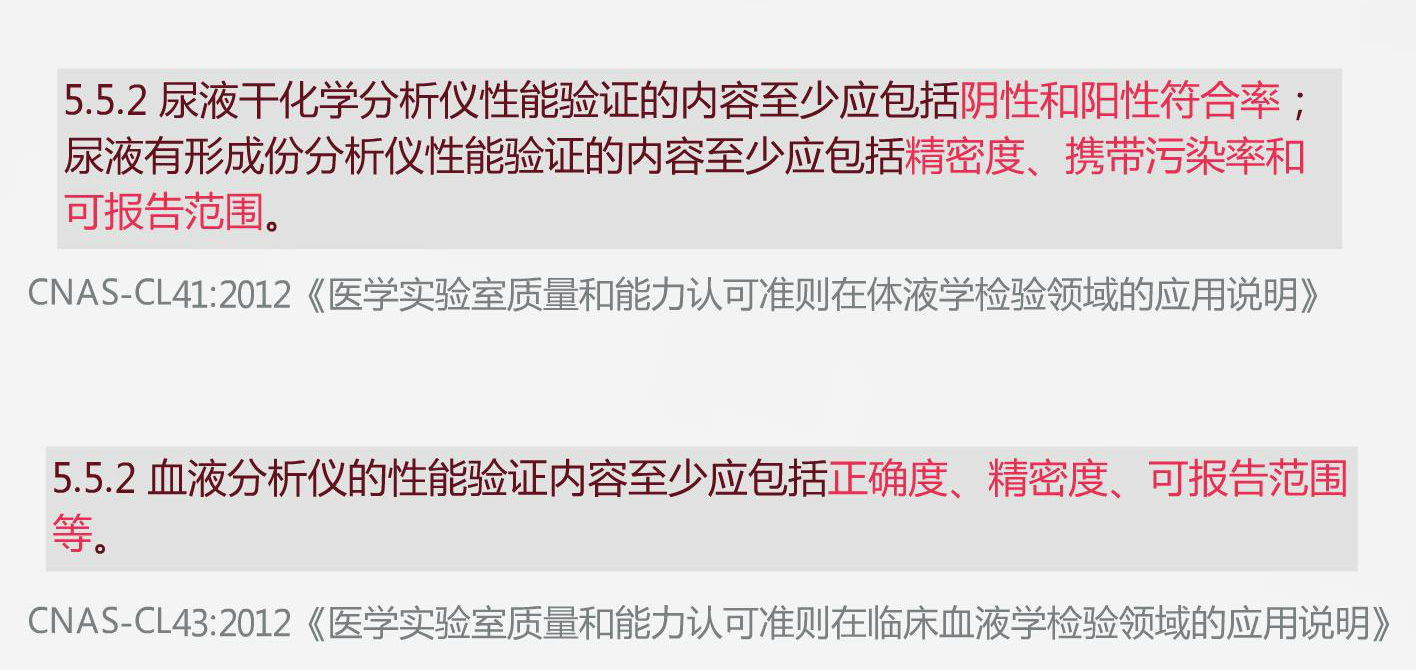 5.5.2 尿液干化学分析仪性能验证的内容至少应包括阴性和阳性符合率；
尿液有形成份分析仪性能验证的内容至少应包括精密度、携带污染率和
可报告范围。
CNAS-CL41:2012《医学实验室质量和能力认可准则在体液学检验领域的应用说明》
5.5.2 血液分析仪的性能验证内容至少应包括正确度、精密度、可报告范围
等。
CNAS-CL43:2012《医学实验室质量和能力认可准则在临床血液学检验领域的应用说明》